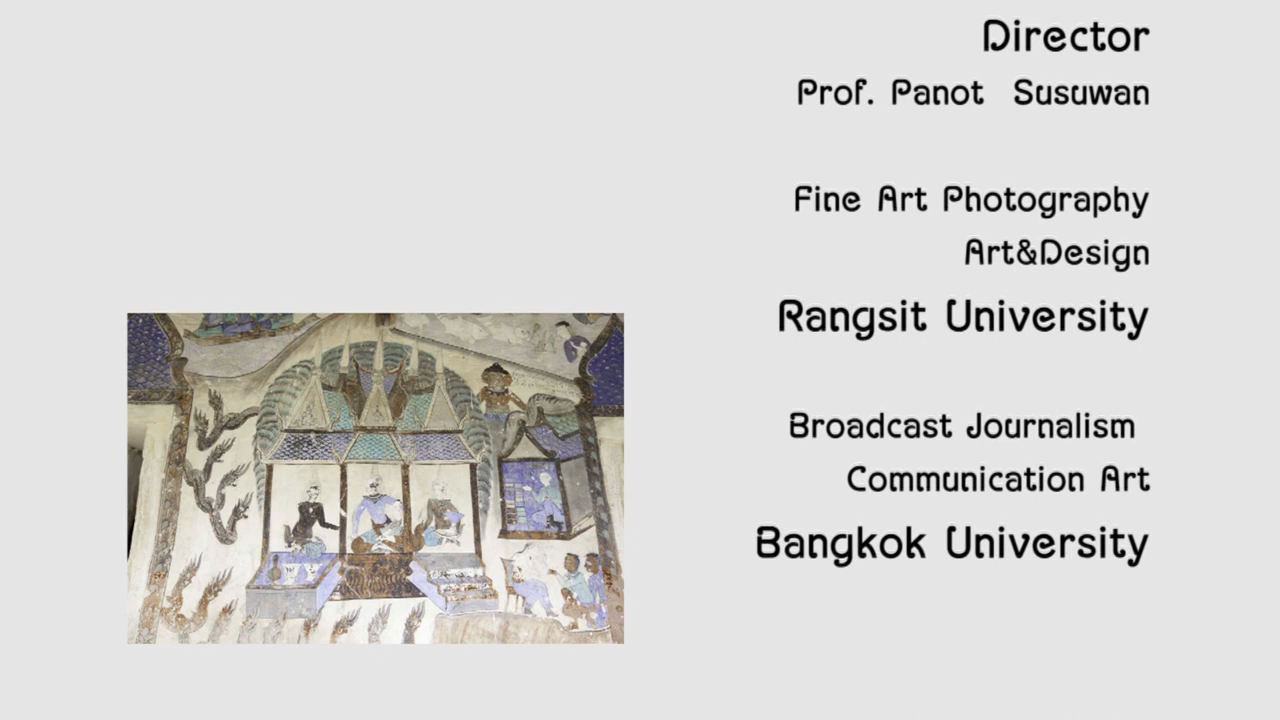 Director
Prof. Panot Susuwan
Fine Art Photography
Art&Design
Rangsit University
Broadcast Journalism
Communication Art
Bangkok University